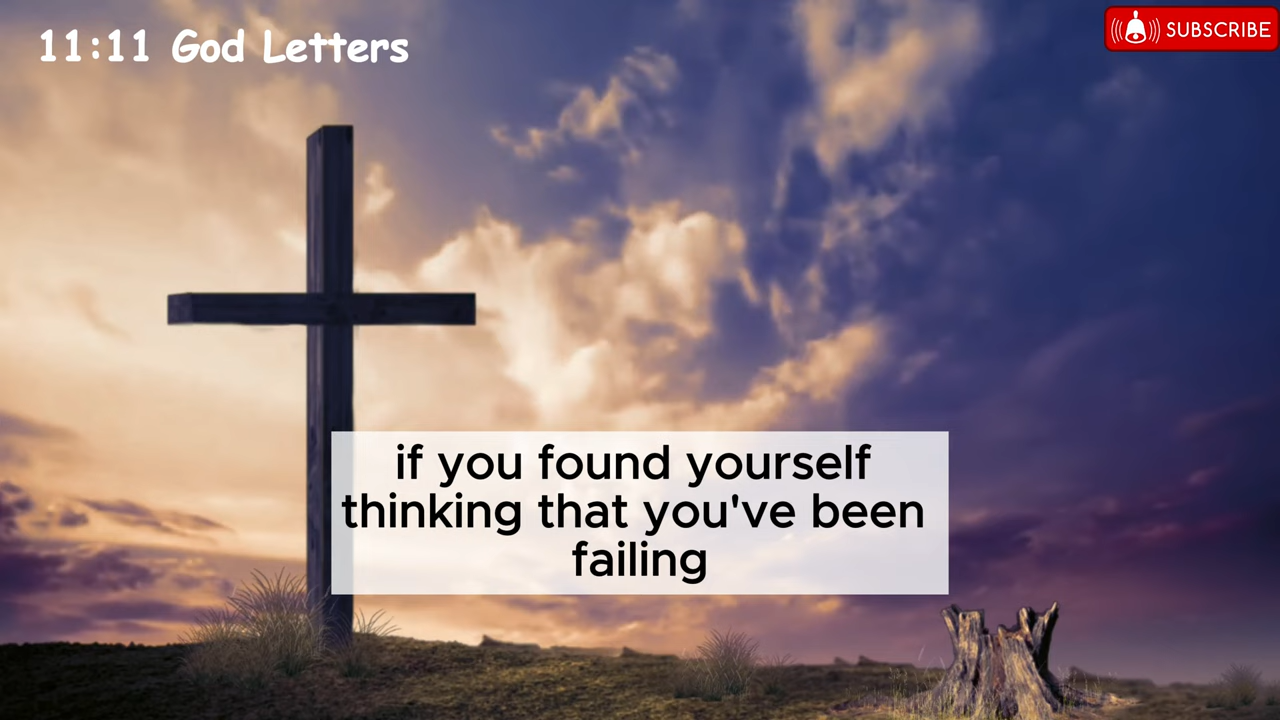 11:11 God Letters
SUBSCRIBE
if you found yourself
thinking that you've been
failing